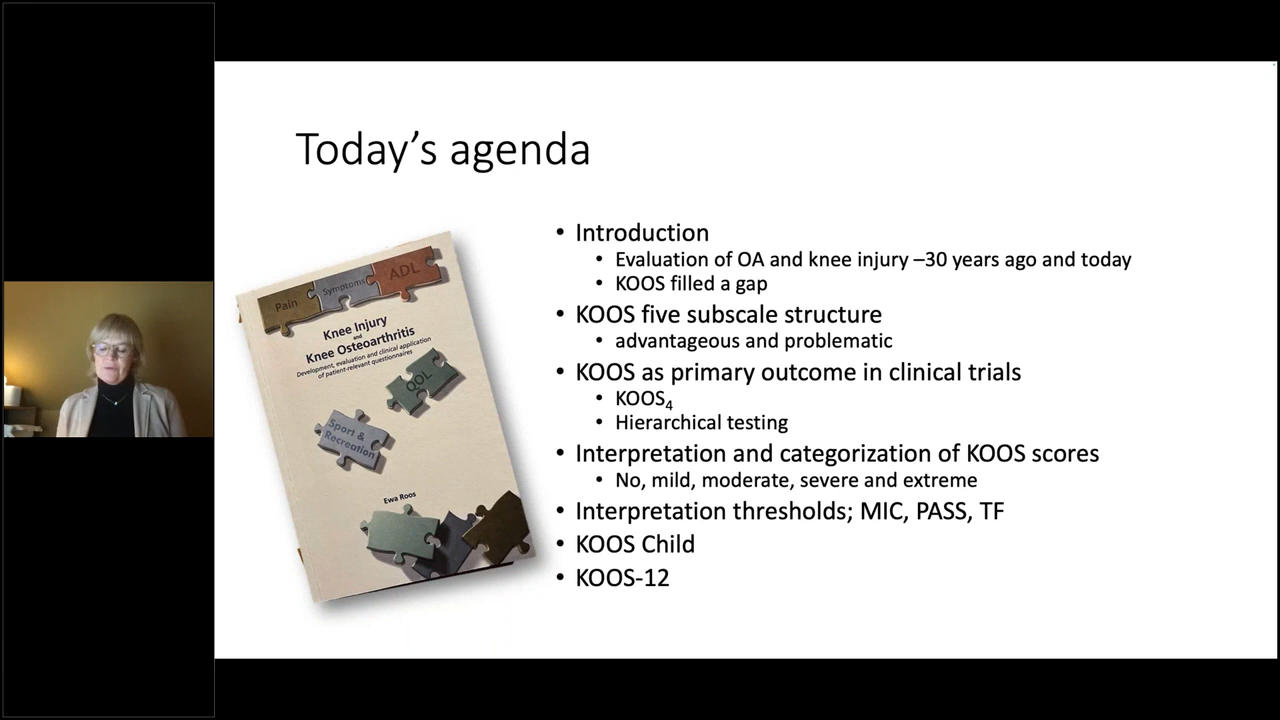 Today's agenda
Pain
Symptoms
ADL
Knee Injury
and
Knee Osteoarthritis
Development, evaluation and clinical application
of patient-relevant questionnaires
QOL
Sport &
Recreation
Ewa Roos
• Introduction
• Evaluation of OA and knee injury –30 years ago and today
• KOOS filled a gap
• KOOS five subscale structure
• advantageous and problematic
• KOOS as primary outcome in clinical trials
• KOOS₄
• Hierarchical testing
• Interpretation and categorization of KOOS scores
• No, mild, moderate, severe and extreme
• Interpretation thresholds; MIC, PASS, TF
• KOOS Child
• KOOS-12